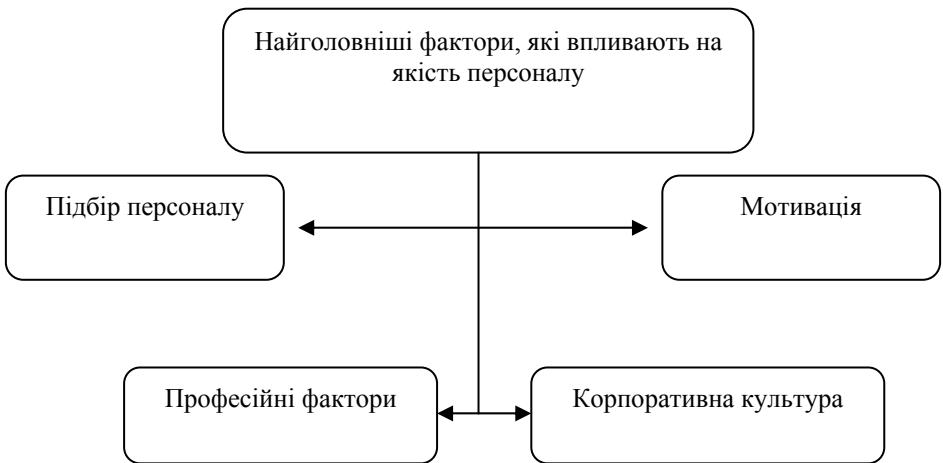 Найголовніші фактори, які впливають на
якість персоналу
Підбір персоналу
Мотивація
Професійні фактори
Корпоративна культура